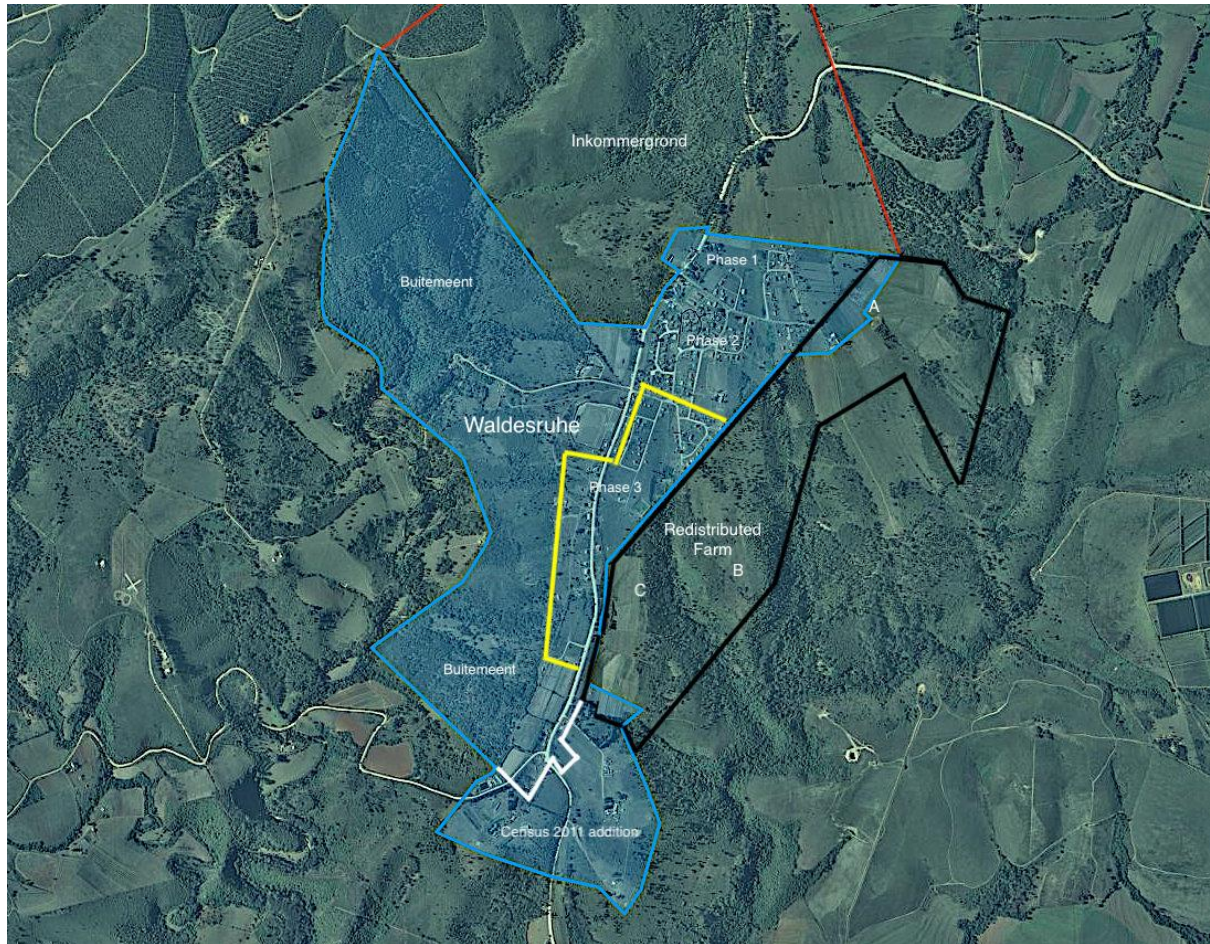 Inkommergrond
Phase 1
Buitemeent
A
Phase 2
Waldesruhe
Phase 3
Redistributed
Farm
B
C
Buitemeent
Census 2011 addition